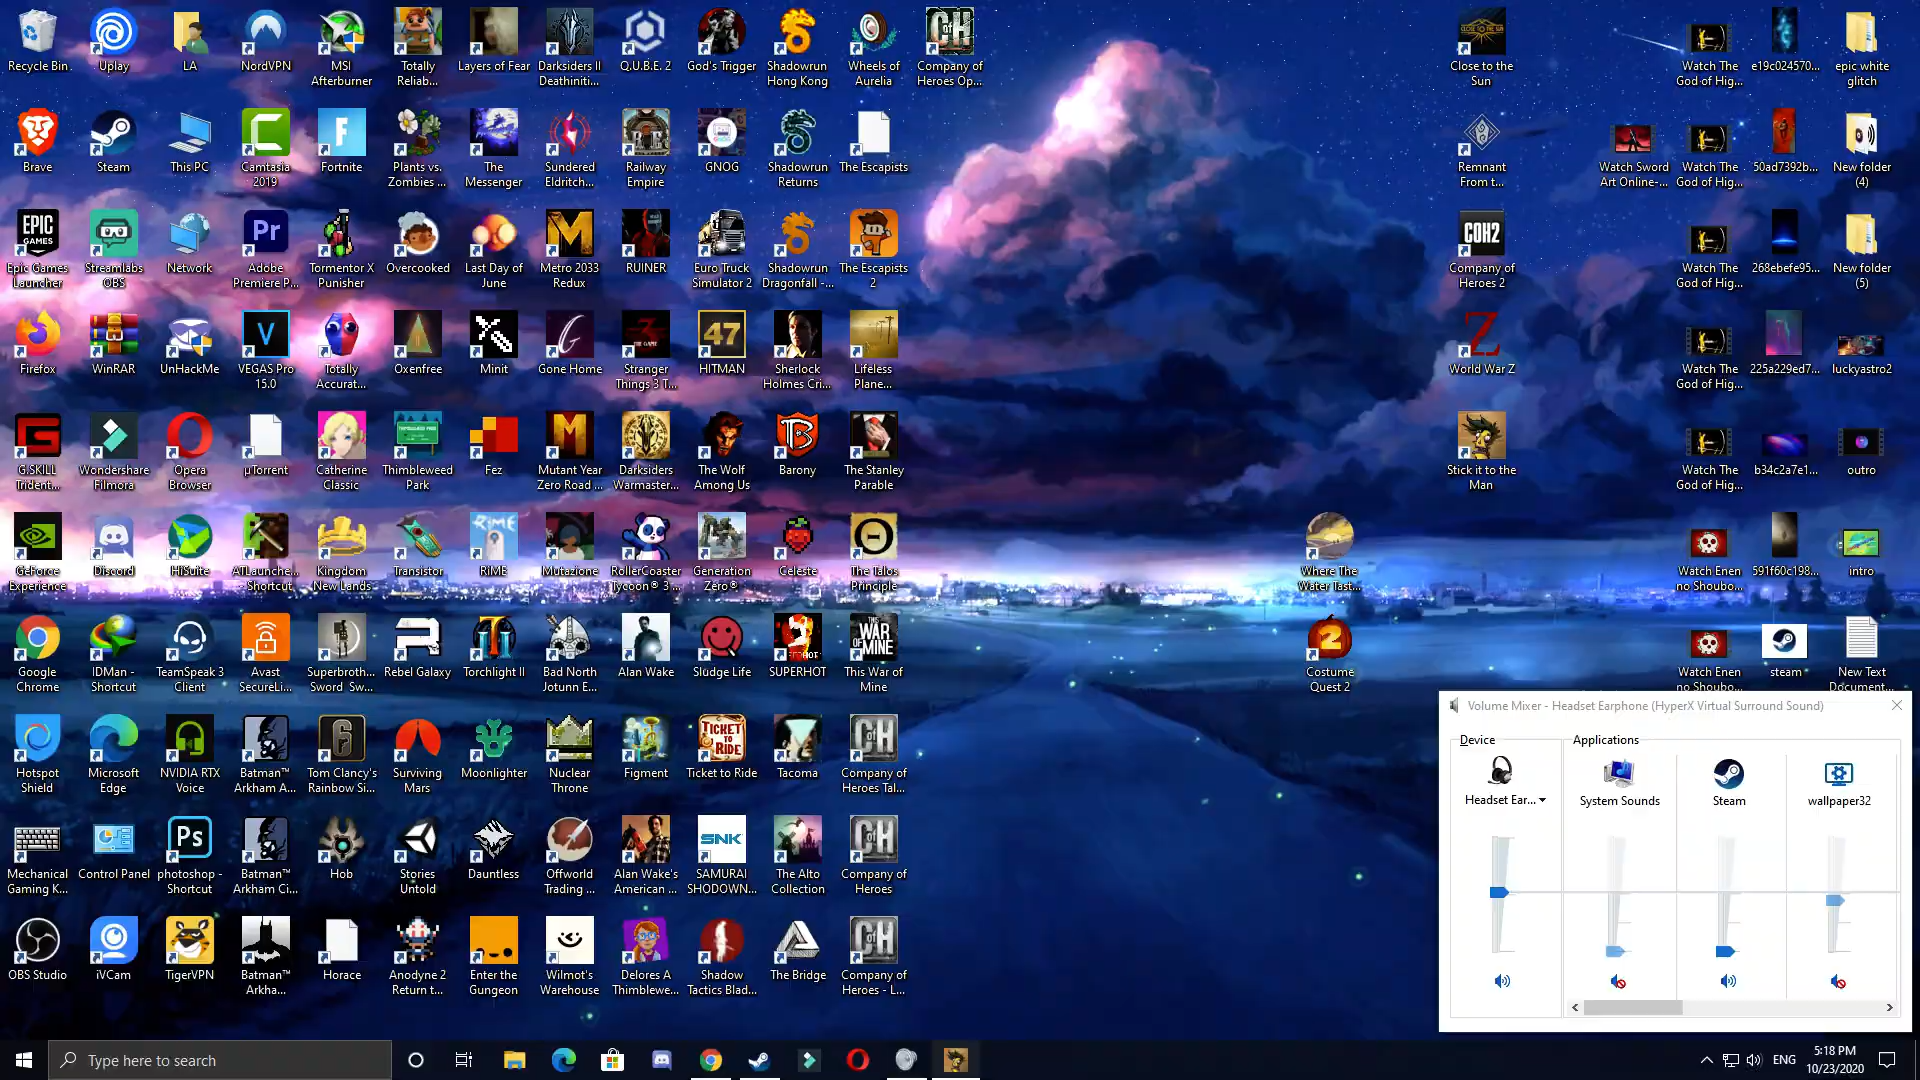 Recycle Bin
Uplay
LA
NordVPN
MSI
Afterburner
Totally
Reliab...
Layers of Fear
Darksiders II
Deathiniti...
Q.U.B.E. 2
God's Trigger
Shadowrun
Hong Kong
Wheels of
Aurelia
Company of
Heroes Op...
Close to the
Sun
Watch The
God of Hig...
e19c024570...
epic white
glitch
Brave
Steam
This PC
Camtasia
2019
Fortnite
Plants vs.
Zombies ...
The
Messenger
Sundered
Eldritch...
Railway
Empire
GNOG
Shadowrun
Returns
The Escapists
Remnant
From t...
Watch Sword
Art Online-...
Watch The
God of Hig...
50ad7392b...
New folder
(4)
Epic Games
Launcher
Streamlabs
OBS
Network
Adobe
Premiere P...
Tormentor X
Punisher
Overcooked
Last Day of
June
Metro 2033
Redux
RUINER
Euro Truck
Simulator 2
Shadowrun
Dragonfall -...
The Escapists
2
Company of
Heroes 2
Watch The
God of Hig...
268ebefe95...
New folder
(5)
Firefox
WinRAR
UnHackMe
VEGAS Pro
15.0
Totally
Accurat...
Oxenfree
Minit
Gone Home
Stranger
Things 3 T...
HITMAN
Sherlock
Holmes Cri...
Lifeless
Plane...
World War Z
Watch The
God of Hig...
225a229ed7...
luckyastro2
G.SKILL
Trident...
Wondershare
Filmora
Opera
Browser
µTorrent
Catherine
Classic
Thimbleweed
Park
Fez
Mutant Year
Zero Road ...
Darksiders
Warmaster...
The Wolf
Among Us
Barony
The Stanley
Parable
Stick it to the
Man
Watch The
God of Hig...
b34c2a7e1...
outro
GeForce
Experience
Discord
HiSuite
ATLaunche...
- Shortcut
Kingdom
New Lands
Transistor
RIME
Mutazione
RollerCoaster
Tycoon® 3 ...
Generation
Zero®
Celeste
The Talos
Principle
Where The
Water Tast...
Watch Enen
no Shoubo...
591f60c198...
intro
Google
Chrome
IDMan -
Shortcut
TeamSpeak 3
Client
Avast
SecureLi...
Superbroth...
Sword Sw...
Rebel Galaxy
Torchlight II
Bad North
Jotunn E...
Alan Wake
Sludge Life
SUPERHOT
This War of
Mine
Costume
Quest 2
Watch Enen
no Shoubo...
steam
New Text
Document...
Hotspot
Shield
Microsoft
Edge
NVIDIA RTX
Voice
Batman™
Arkham A...
Tom Clancy's
Rainbow Si...
Surviving
Mars
Moonlighter
Nuclear
Throne
Figment
Ticket to Ride
Tacoma
Company of
Heroes Tal...
Mechanical
Gaming K...
Control Panel
photoshop -
Shortcut
Batman™
Arkham Ci...
Hob
Stories
Untold
Dauntless
Offworld
Trading ...
Alan Wake's
American ...
SAMURAI
SHODOWN...
The Alto
Collection
Company of
Heroes
OBS Studio
iVCam
TigerVPN
Batman™
Arkha...
Horace
Anodyne 2
Return t...
Enter the
Gungeon
Wilmot's
Warehouse
Delores A
Thimblewe...
Shadow
Tactics Blad...
The Bridge
Company of
Heroes - L...
Volume Mixer - Headset Earphone (HyperX Virtual Surround Sound)
Device
Applications
Headset Ear...
System Sounds
Steam
wallpaper32
Type here to search
ENG
5:18 PM
10/23/2020